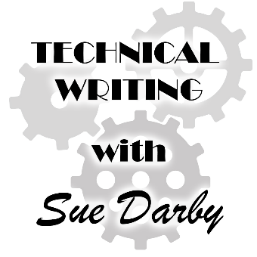 TECHNICAL
WRITING
with
Sue Darby